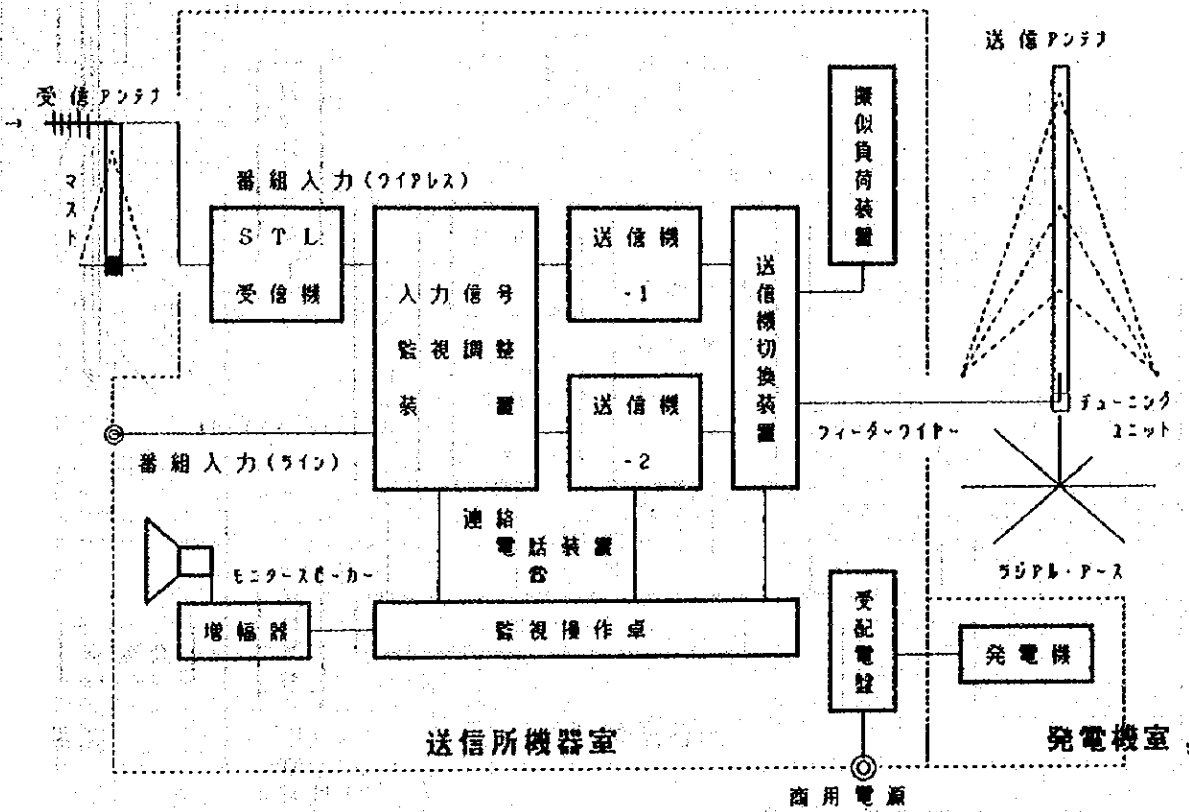 送信アンテナ
受信アンテナ
マスト
擬似負荷装置
番組入力(ワイアレス)
STL
受信機
入力信号
監視調整
装置
送信機
-1
送信機
-2
送信機切換装置
チューニング
ユニット
フィーダーワイヤー
番組入力(ライン)
連絡
電話装置
モニタースピーカー
ラジアル・アース
増幅器
監視操作卓
受配電盤
発電機
送信所機器室
発電機室
商用電源